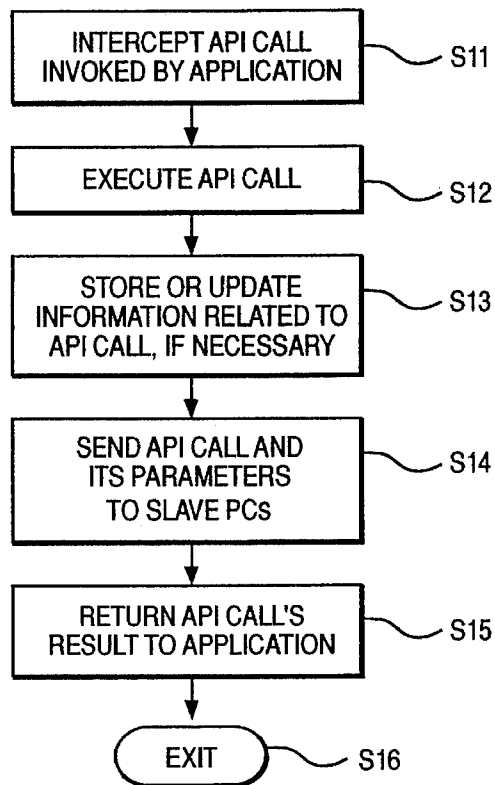 INTERCEPT API CALL
INVOKED BY APPLICATION
S11
EXECUTE API CALL
S12
STORE OR UPDATE
INFORMATION RELATED TO
API CALL, IF NECESSARY
S13
SEND API CALL AND
ITS PARAMETERS
TO SLAVE PCs
S14
RETURN API CALL'S
RESULT TO APPLICATION
S15
EXIT
S16